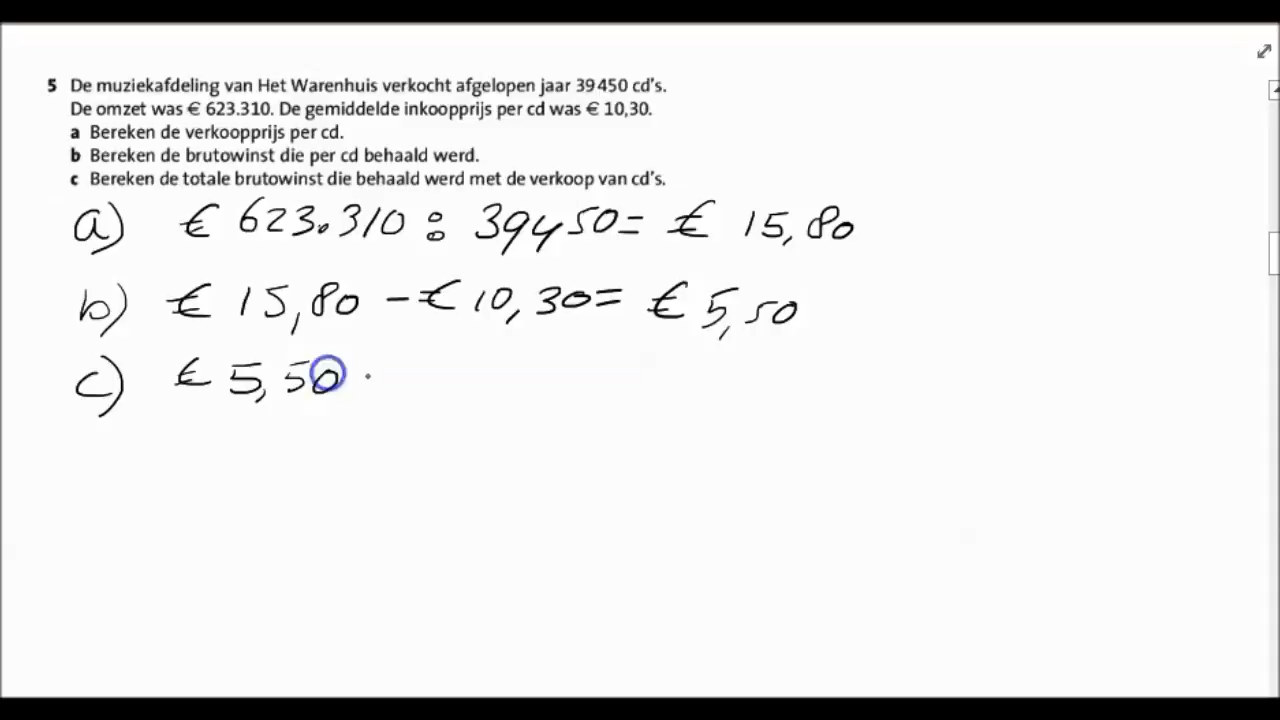 5 De muziekafdeling van Het Warenhuis verkocht afgelopen jaar 39 450 cd's.
De omzet was € 623.310. De gemiddelde inkoopprijs per cd was € 10,30.
a Bereken de verkoopprijs per cd.
b Bereken de brutowinst die per cd behaald werd.
c Bereken de totale brutowinst die behaald werd met de verkoop van cd's.
a) € 623.310 : 39450 = € 15,80
b) € 15,80 - € 10,30 = € 5,50
c) € 5,50 ·